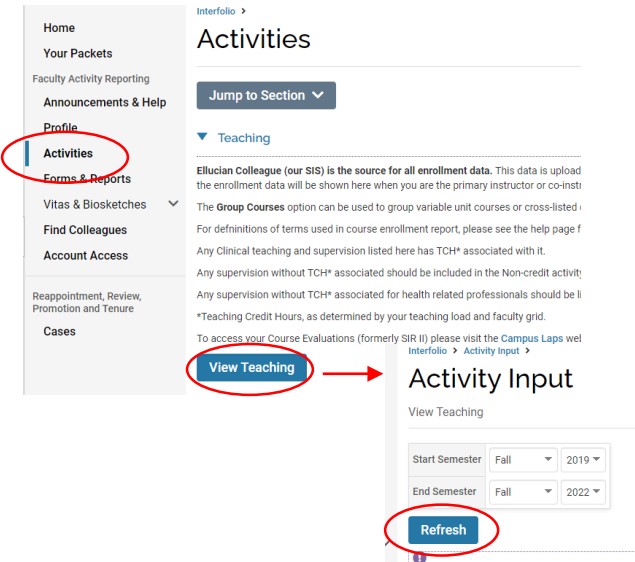 Home
Your Packets
Faculty Activity Reporting
Announcements & Help
Profile
Activities
Forms & Reports
Vitas & Biosketches
Find Colleagues
Account Access
Reappointment, Review,
Promotion and Tenure
Cases
Interfolio >
Activities
Jump to Section
Teaching
Ellucian Colleague (our SIS) is the source for all enrollment data. This data is upload
the enrollment data will be shown here when you are the primary instructor or co-inst
The Group Courses option can be used to group variable unit courses or cross-listed
For defninitions of terms used in course enrollment report, please see the help page f
Any Clinical teaching and supervision listed here has TCH* associated with it.
Any supervision without TCH* associated should be included in the Non-credit activity
Any supervision without TCH* associated for health related professionals should be li
*Teaching Credit Hours, as determined by your teaching load and faculty grid.
To access your Course Evaluations (formerly SIR II) please visit the Campus Laps wel
View Teaching
Interfolio > Activity Input >
Activity Input
View Teaching
Start Semester Fall 2019
End Semester Fall 2022
Refresh